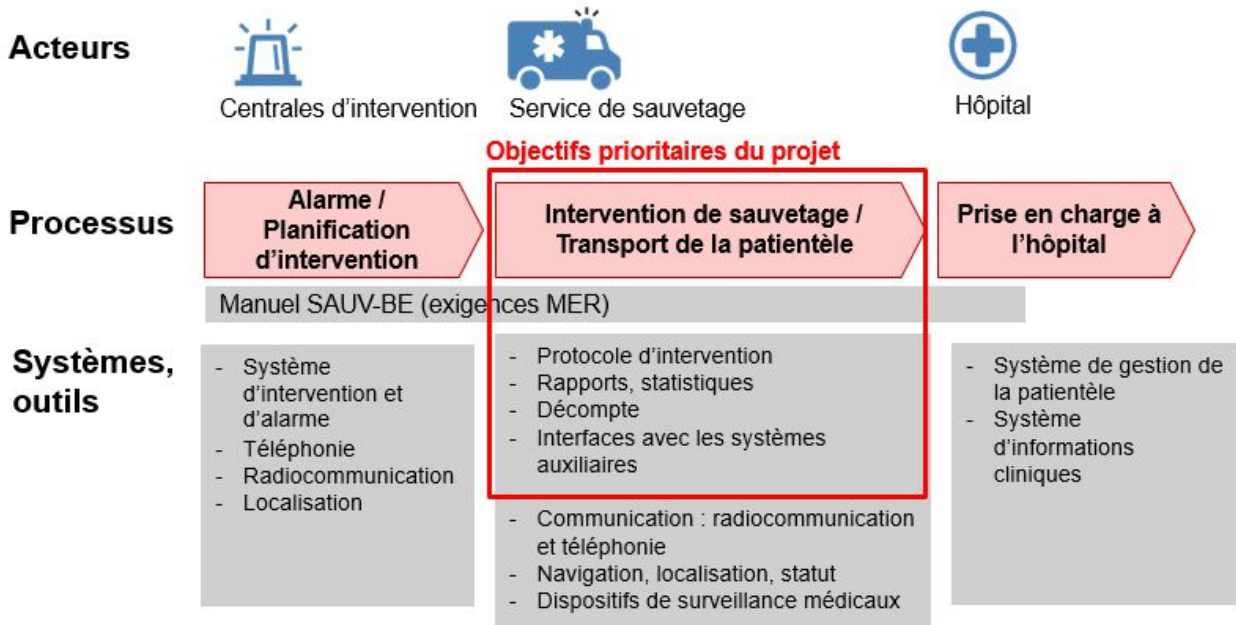 Acteurs
Centrales d'intervention
Service de sauvetage
Hôpital
Objectifs prioritaires du projet
Processus
Alarme /
Planification
d'intervention
Intervention de sauvetage /
Transport de la patientèle
Prise en charge à
l'hôpital
Manuel SAUV-BE (exigences MER)
Systèmes,
outils
- Système
d'intervention et
d'alarme
- Téléphonie
- Radiocommunication
- Localisation
- Protocole d'intervention
- Rapports, statistiques
- Décompte
- Interfaces avec les systèmes
auxiliaires
- Communication : radiocommunication
et téléphonie
- Navigation, localisation, statut
- Dispositifs de surveillance médicaux
- Système de gestion de
la patientèle
- Système
d'informations
cliniques